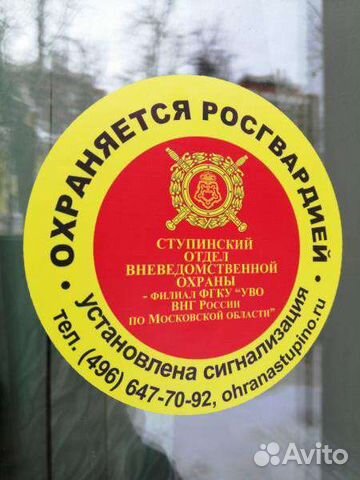 • ОХРАНЯЕТСЯ РОСГВАРДИЕЙ •
СТУПИНСКИЙ
ОТДЕЛ
ВНЕВЕДОМСТВЕННОЙ
ОХРАНЫ
- ФИЛИАЛ ФГКУ "УВО
ВНГ РОССИИ
ПО МОСКОВСКОЙ ОБЛАСТИ"
установлена сигнализация
тел. (496) 647-70-92, ohranastupino.ru
Avito